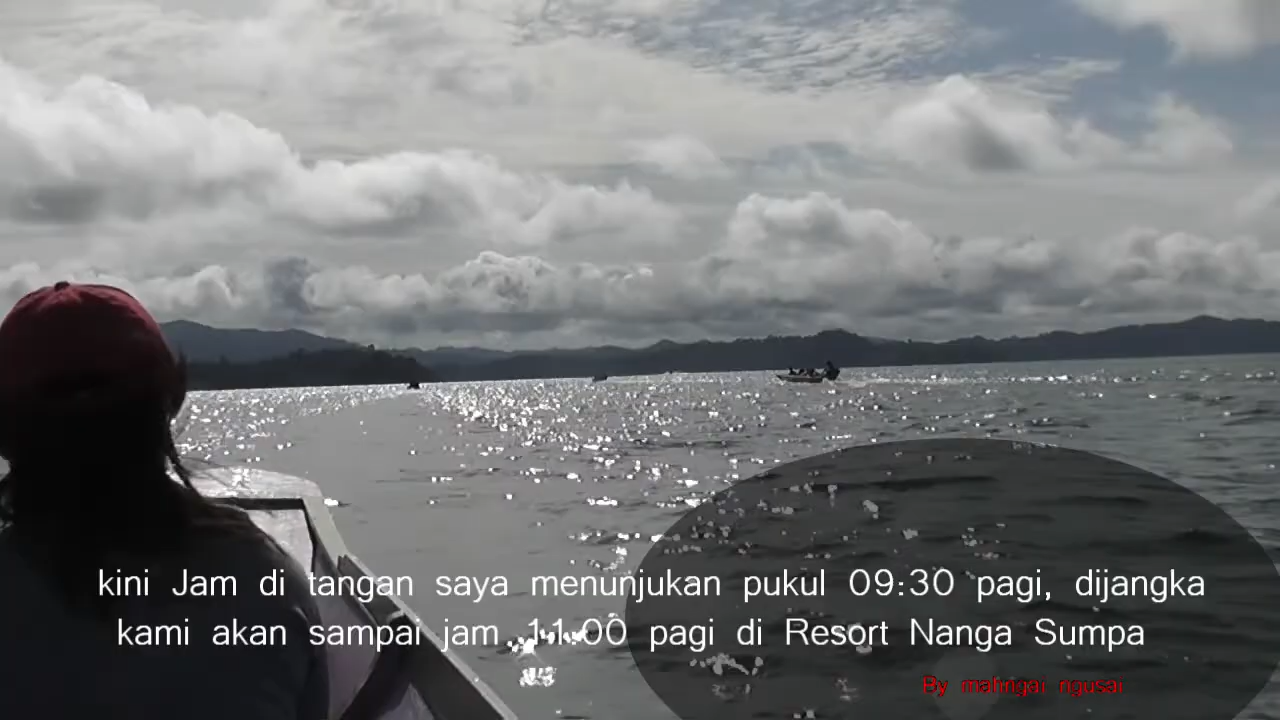 kini Jam di tangan saya menunjukan pukul 09:30 pagi, dijangka
kami akan sampai jam 11:00 pagi di Resort Nanga Sumpa
By mahngai ngusai